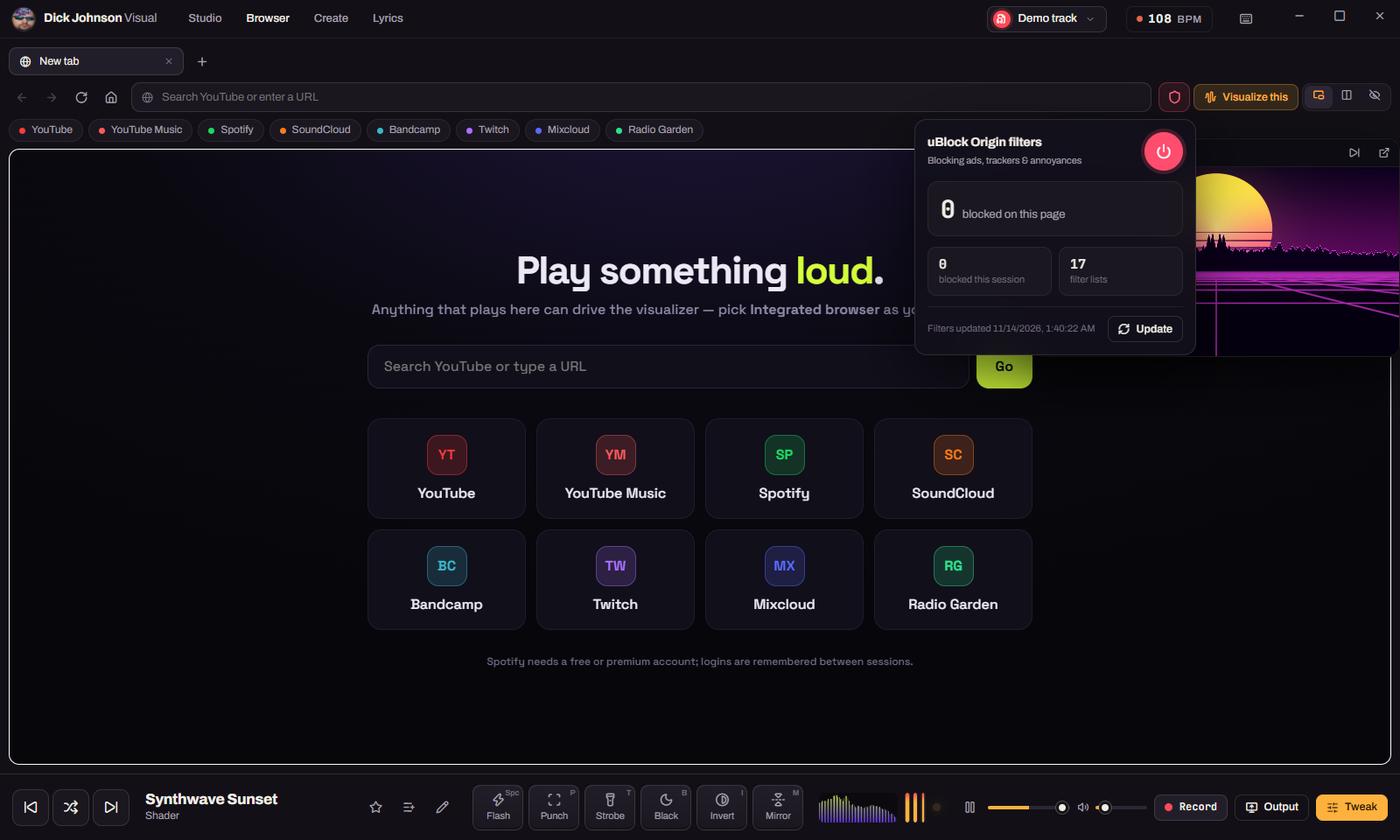 Dick Johnson Visual
Studio
Browser
Create
Lyrics
Demo track
108 BPM
New tab
Search YouTube or enter a URL
Visualize this
YouTube
YouTube Music
Spotify
SoundCloud
Bandcamp
Twitch
Mixcloud
Radio Garden
uBlock Origin filters
Blocking ads, trackers & annoyances
0 blocked on this page
0
blocked this session
17
filter lists
Filters updated 11/14/2026, 1:40:22 AM
Update
Play something loud.
Anything that plays here can drive the visualizer — pick Integrated browser as
Search YouTube or type a URL
Go
YT
YouTube
YM
YouTube Music
SP
Spotify
SC
SoundCloud
BC
Bandcamp
TW
Twitch
MX
Mixcloud
RG
Radio Garden
Spotify needs a free or premium account; logins are remembered between sessions.
Synthwave Sunset
Shader
Spc
Flash
P
Punch
T
Strobe
B
Black
I
Invert
M
Mirror
Record
Output
Tweak